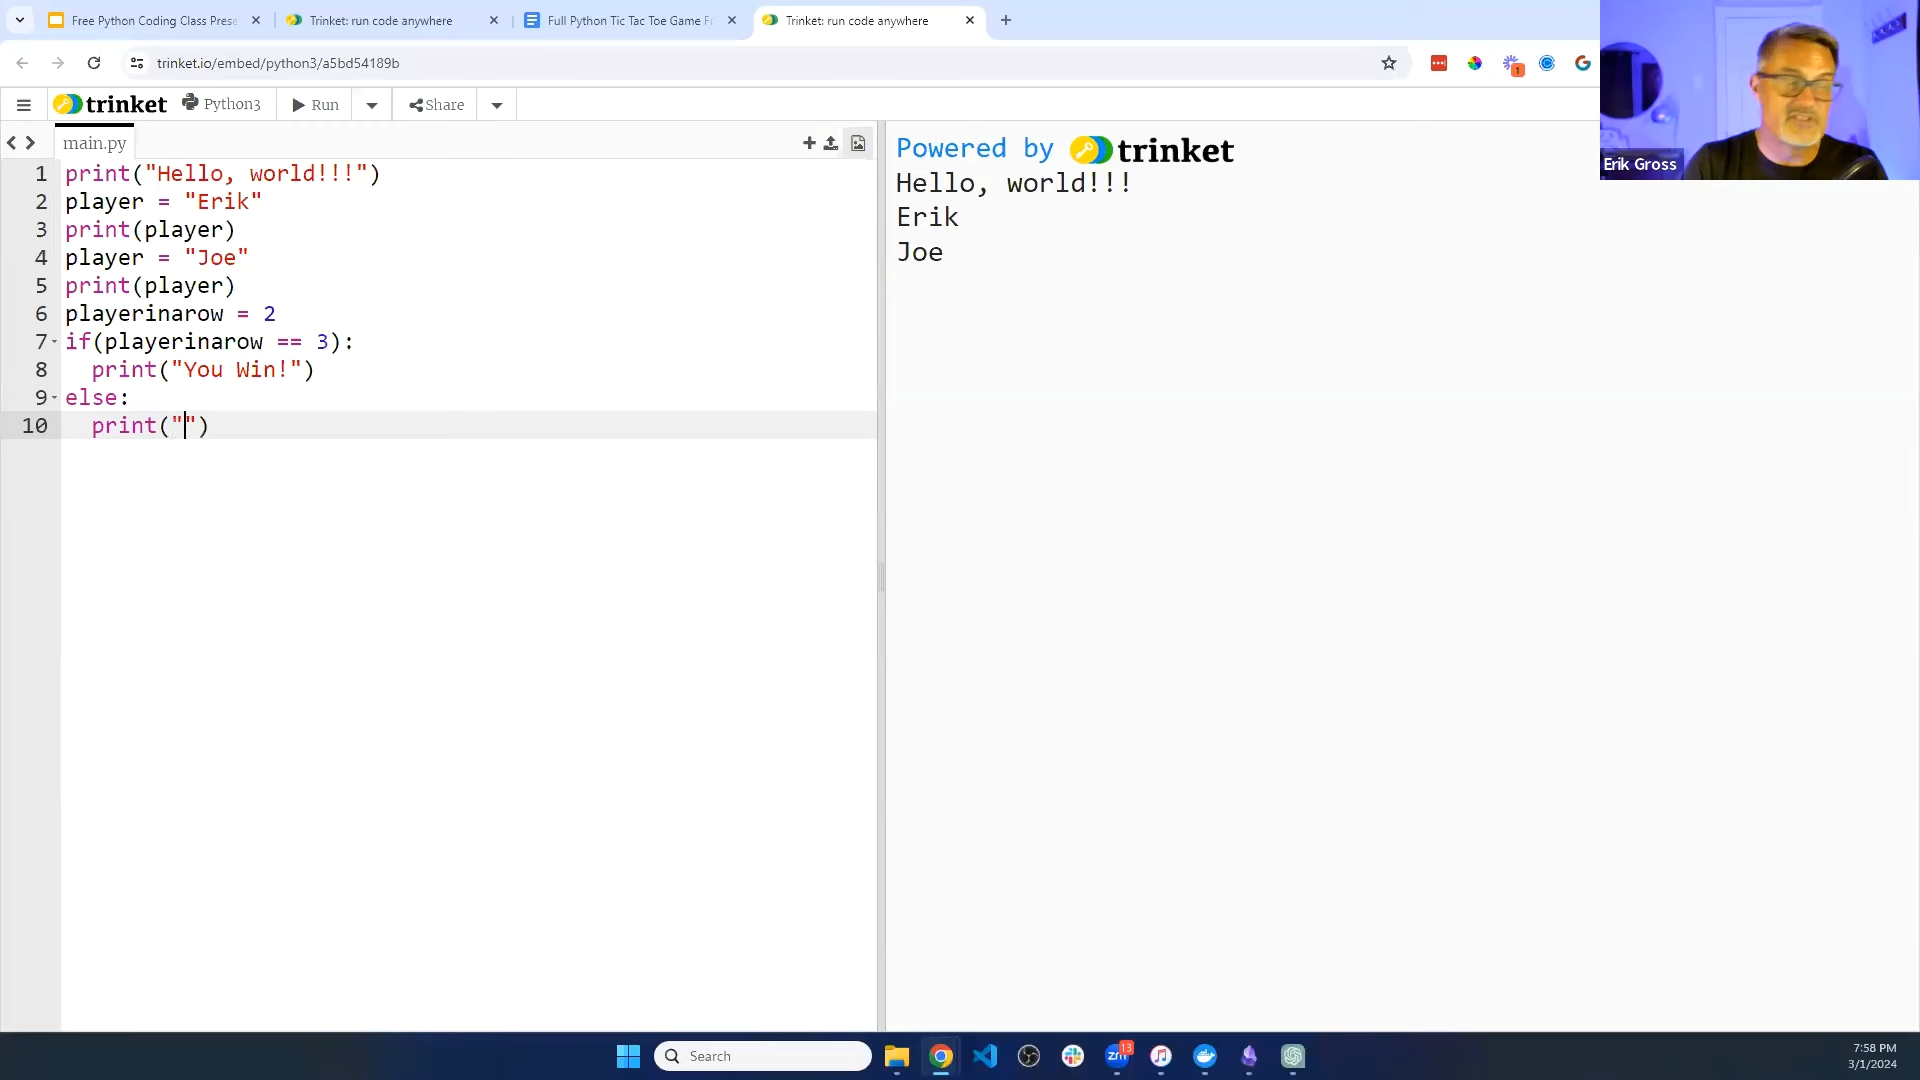 Free Python Coding Class Prese
Trinket: run code anywhere
Full Python Tic Tac Toe Game Fr
Trinket: run code anywhere
trinket.io/embed/python3/a5bd54189b
1
trinket
Python3
Run
Share
main.py
1 print("Hello, world!!!")
2 player = "Erik"
3 print(player)
4 player = "Joe"
5 print(player)
6 playerinarow = 2
7 if(playerinarow == 3):
8 print("You Win!")
9 else:
10 print("")
Powered by trinket
Hello, world!!!
Erik
Joe
Erik Gross
Search
zm
13
7:58 PM
3/1/2024